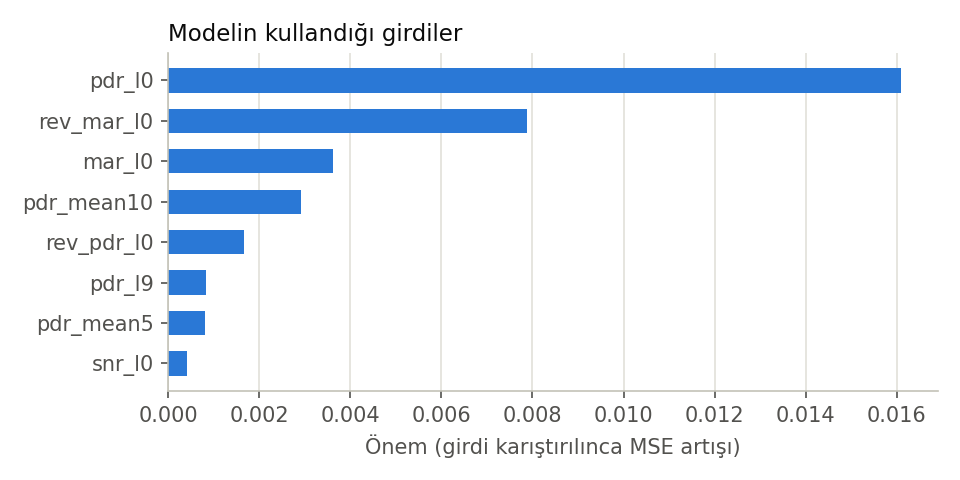 Modelin kullandığı girdiler
pdr_l0
rev_mar_l0
mar_l0
pdr_mean10
rev_pdr_l0
pdr_l9
pdr_mean5
snr_l0
0.000 0.002 0.004 0.006 0.008 0.010 0.012 0.014 0.016
Önem (girdi karıştırılınca MSE artışı)